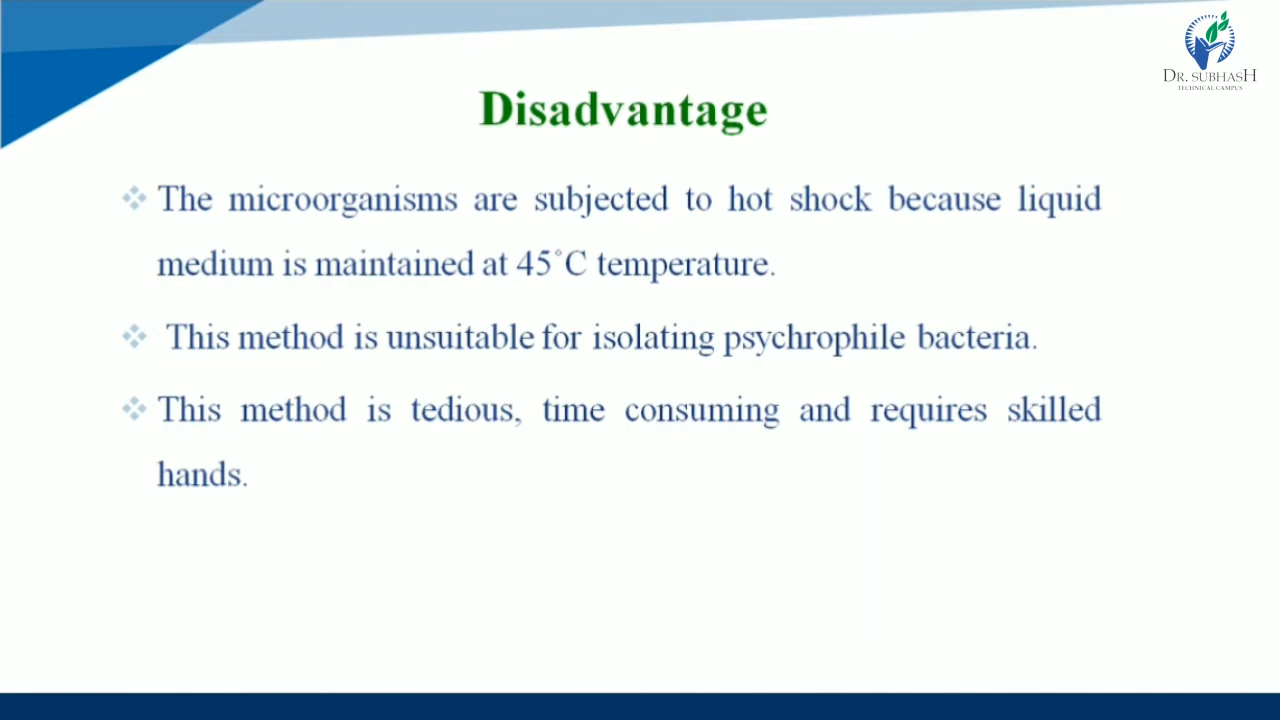 DR. SUBHASH
TECHNICAL CAMPUS
Disadvantage
The microorganisms are subjected to hot shock because liquid
medium is maintained at 45˚C temperature.
This method is unsuitable for isolating psychrophile bacteria.
This method is tedious, time consuming and requires skilled
hands.